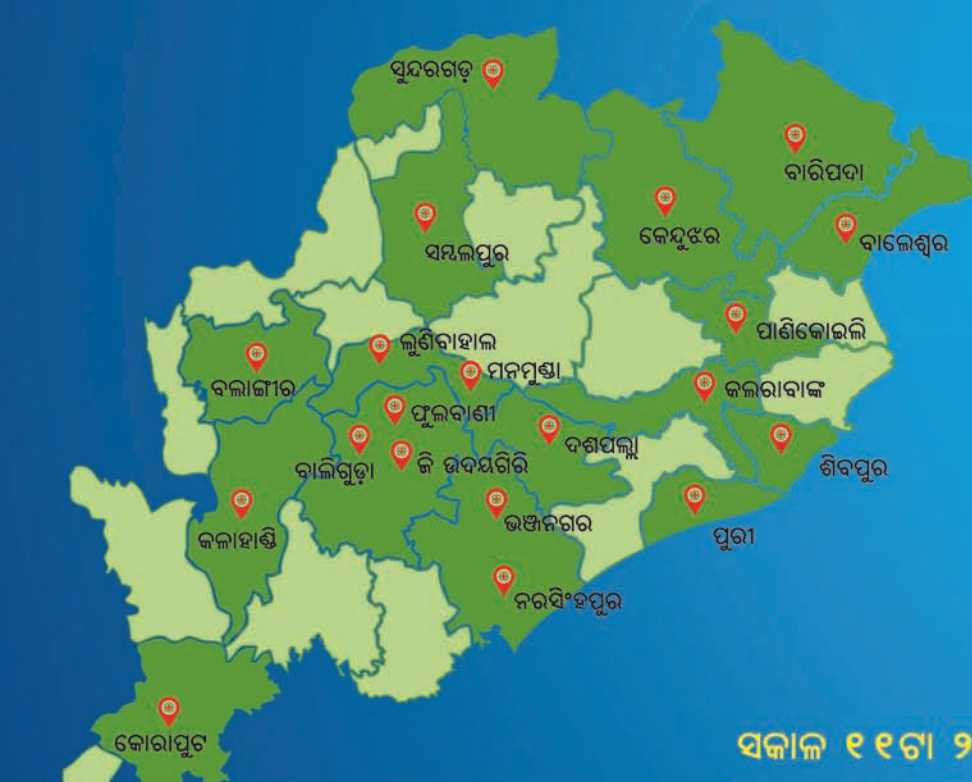 ସୁନ୍ଦରଗଡ଼
ବାରିପଦା
କେନ୍ଦୁଝର
ବାଲେଶ୍ୱର
ସମ୍ବଲପୁର
ପାଣିକୋଇଲି
ଲୁଣିବାହାଲ
ମନମୁଣ୍ଡା
ବଲାଙ୍ଗୀର
କଲରାବାଙ୍କ
ଫୁଲବାଣୀ
ଦଶପଲ୍ଲା
ବାଲିଗୁଡ଼ା
ଜି ଉଦୟଗିରି
ଶିବପୁର
ଭଞ୍ଜନଗର
ପୁରୀ
କଳାହାଣ୍ଡି
ନରସିଂହପୁର
କୋରାପୁଟ
ସକାଳ ୧୧ଟା ୨